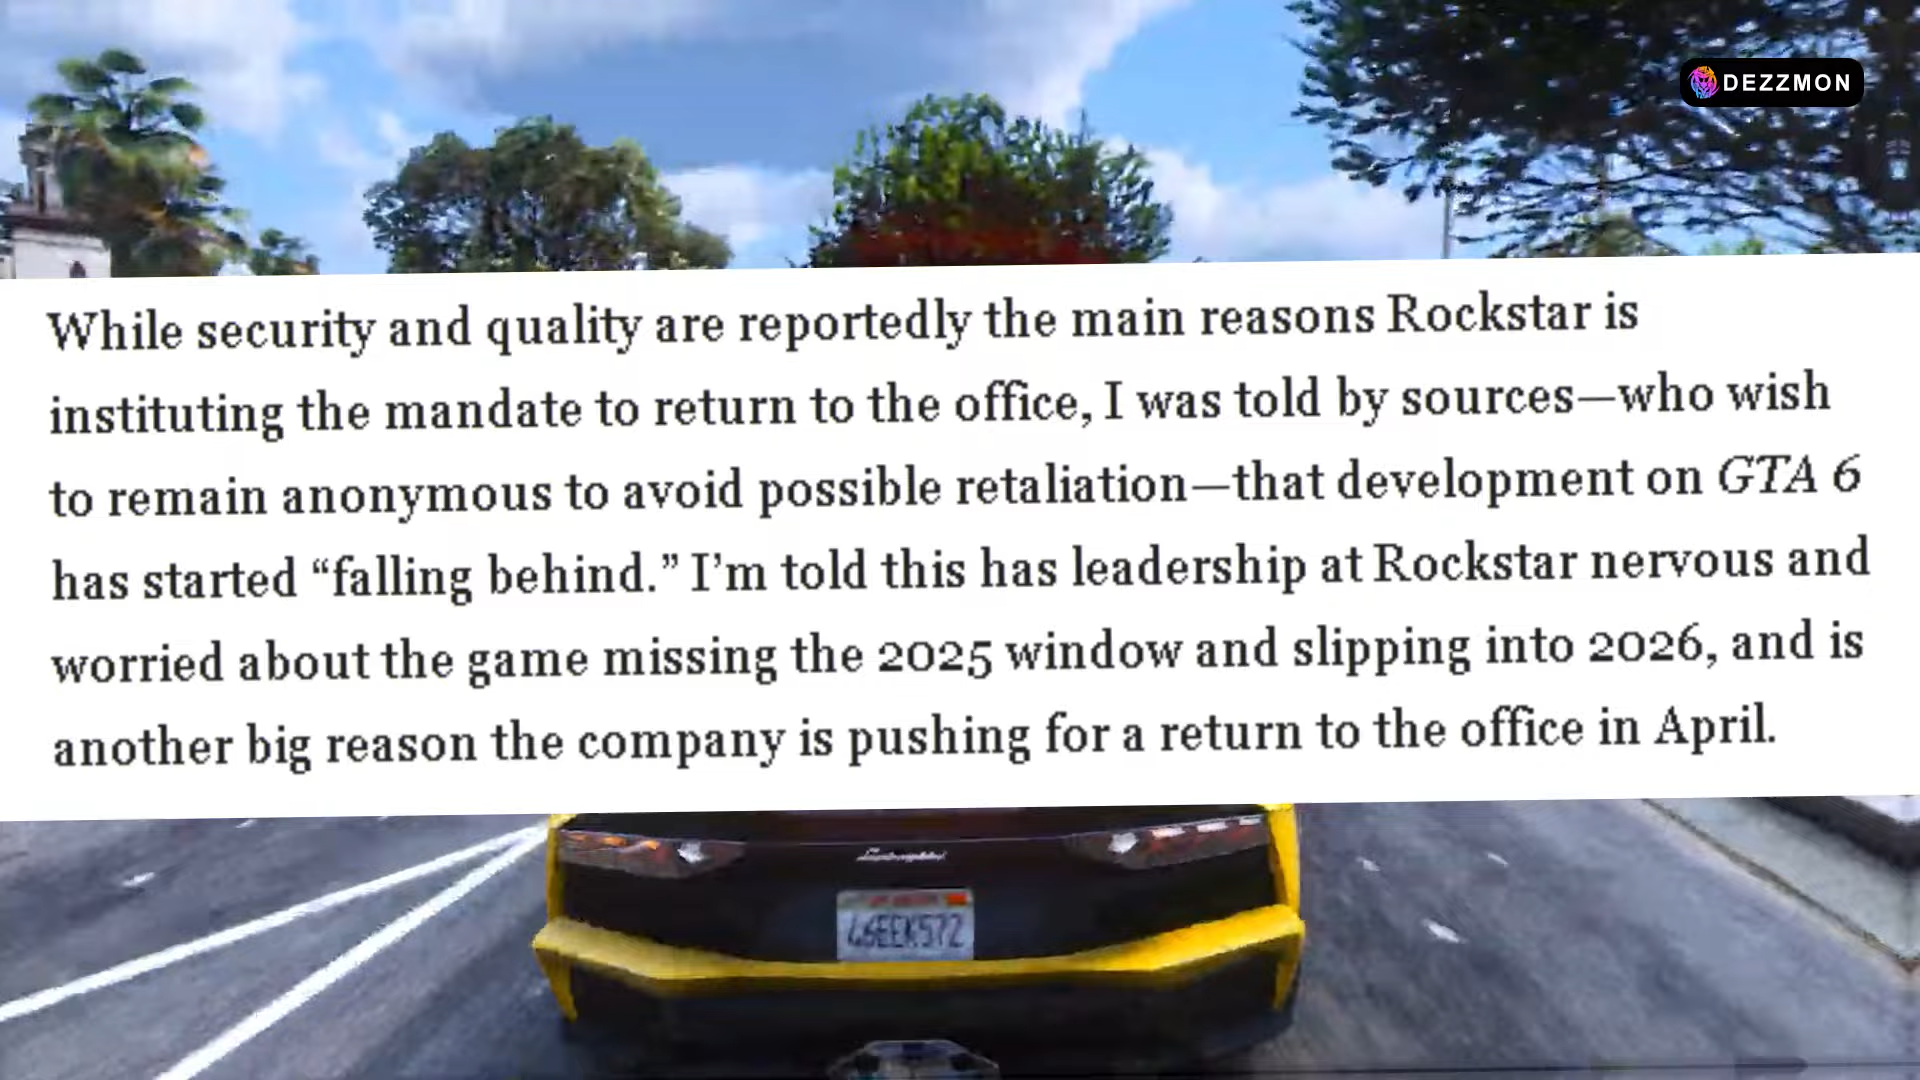 DEZZMON
While security and quality are reportedly the main reasons Rockstar is
instituting the mandate to return to the office, I was told by sources—who wish
to remain anonymous to avoid possible retaliation—that development on GTA 6
has started “falling behind.” I’m told this has leadership at Rockstar nervous and
worried about the game missing the 2025 window and slipping into 2026, and is
another big reason the company is pushing for a return to the office in April.
Lamborghini
46EEK572